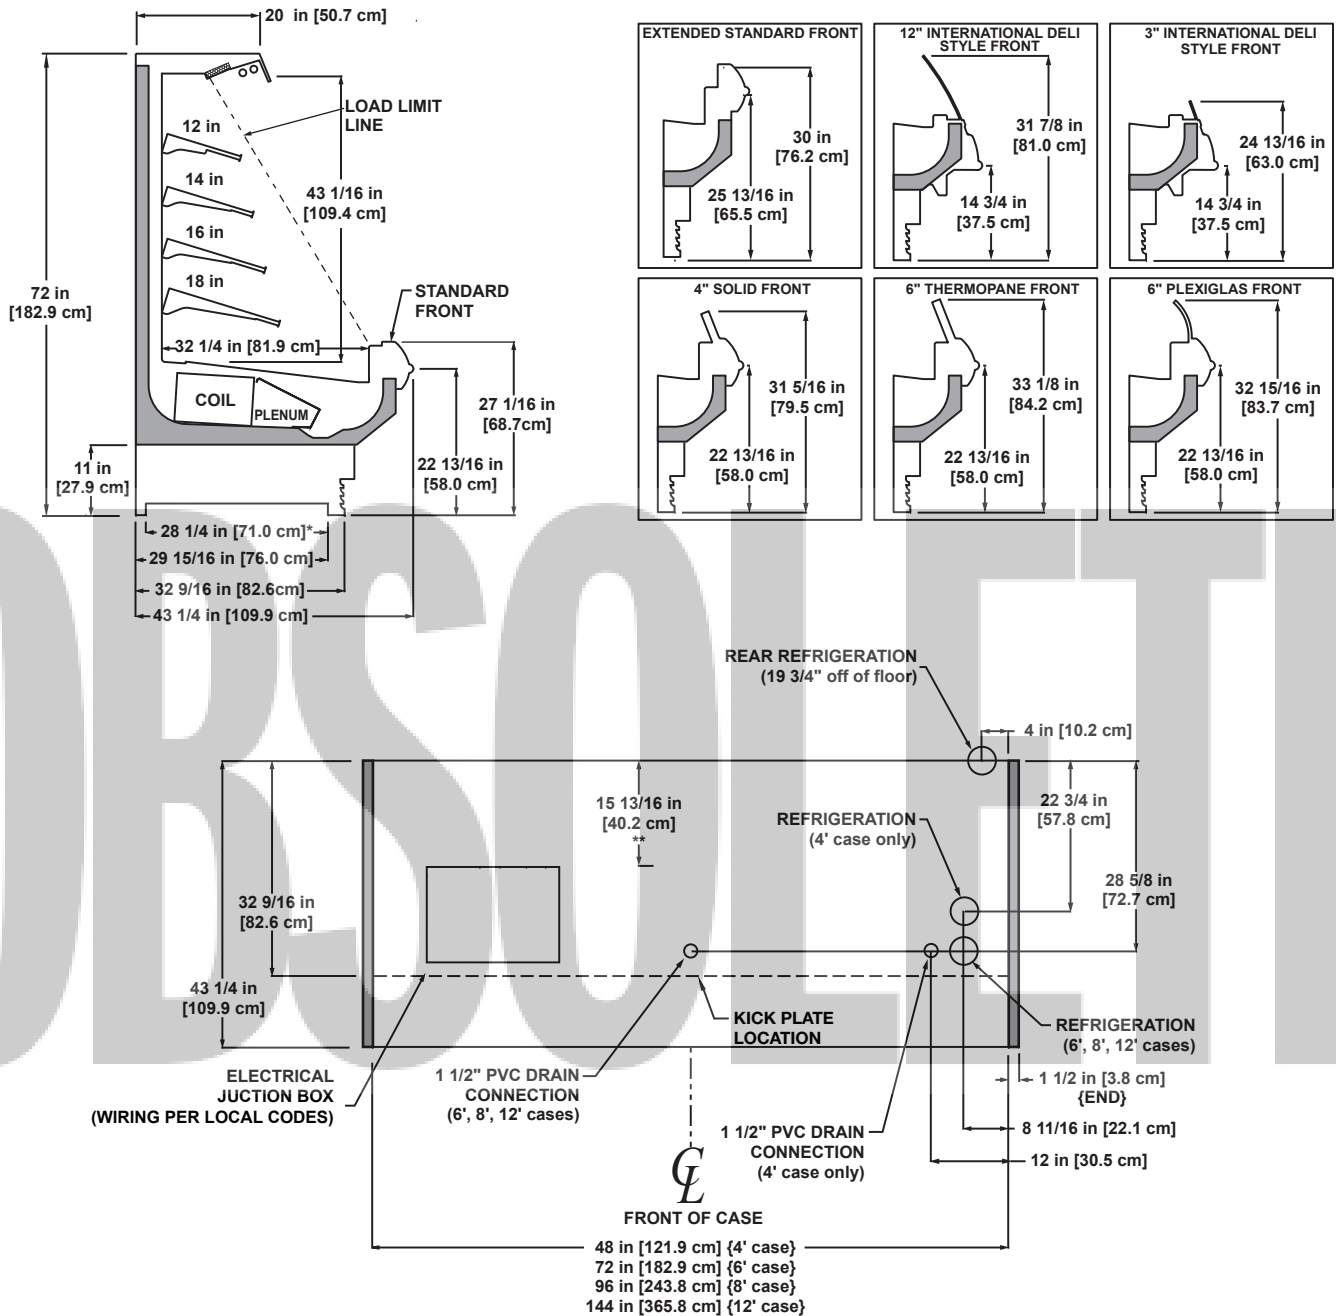 20 in [50.7 cm]
LOAD LIMIT
LINE
12 in
14 in
16 in
18 in
43 1/16 in
[109.4 cm]
72 in
[182.9 cm]
STANDARD
FRONT
32 1/4 in [81.9 cm]
COIL
PLENUM
27 1/16 in
[68.7cm]
22 13/16 in
[58.0 cm]
11 in
[27.9 cm]
28 1/4 in [71.0 cm]*
29 15/16 in [76.0 cm]
32 9/16 in [82.6cm]
43 1/4 in [109.9 cm]
EXTENDED STANDARD FRONT
30 in
[76.2 cm]
25 13/16 in
[65.5 cm]
12" INTERNATIONAL DELI
STYLE FRONT
31 7/8 in
[81.0 cm]
14 3/4 in
[37.5 cm]
3" INTERNATIONAL DELI
STYLE FRONT
24 13/16 in
[63.0 cm]
14 3/4 in
[37.5 cm]
4" SOLID FRONT
31 5/16 in
[79.5 cm]
22 13/16 in
[58.0 cm]
6" THERMOPANE FRONT
33 1/8 in
[84.2 cm]
22 13/16 in
[58.0 cm]
6" PLEXIGLAS FRONT
32 15/16 in
[83.7 cm]
22 13/16 in
[58.0 cm]
OBSOLETE
REAR REFRIGERATION
(19 3/4" off of floor)
4 in [10.2 cm]
15 13/16 in
[40.2 cm]
**
22 3/4 in
[57.8 cm]
REFRIGERATION
(4' case only)
28 5/8 in
[72.7 cm]
32 9/16 in
[82.6 cm]
43 1/4 in
[109.9 cm]
KICK PLATE
LOCATION
REFRIGERATION
(6', 8', 12' cases)
ELECTRICAL
JUCTION BOX
(WIRING PER LOCAL CODES)
1 1/2" PVC DRAIN
CONNECTION
(6', 8', 12' cases)
1 1/2 in [3.8 cm]
{END}
8 11/16 in [22.1 cm]
1 1/2" PVC DRAIN
CONNECTION
(4' case only)
12 in [30.5 cm]
CL
FRONT OF CASE
48 in [121.9 cm] {4' case}
72 in [182.9 cm] {6' case}
96 in [243.8 cm] {8' case}
144 in [365.8 cm] {12' case}